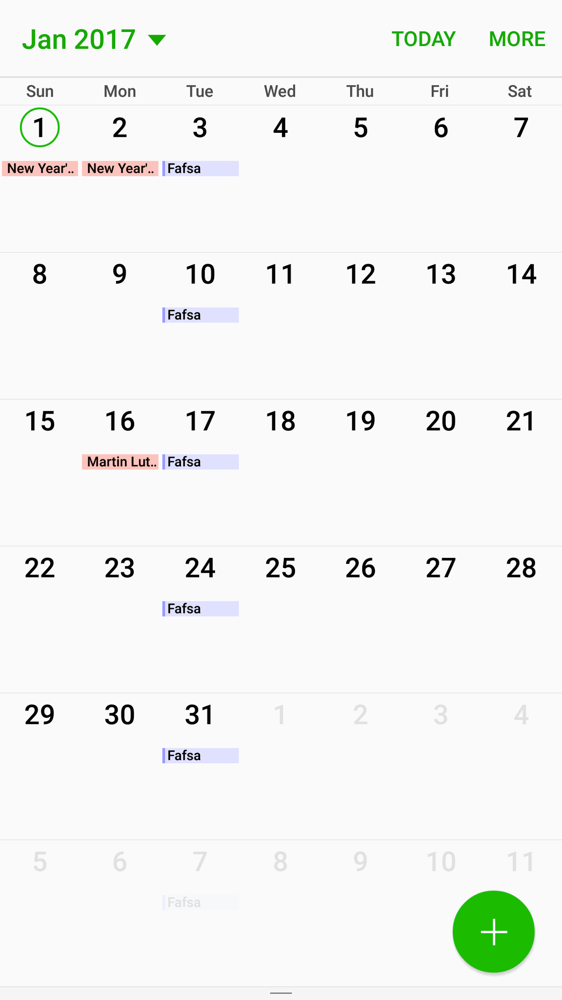 Jan 2017 TODAY MORE
Sun Mon Tue Wed Thu Fri Sat
1 2 3 4 5 6 7
New Year'.. New Year'.. Fafsa
8 9 10 11 12 13 14
Fafsa
15 16 17 18 19 20 21
Martin Lut.. Fafsa
22 23 24 25 26 27 28
Fafsa
29 30 31 1 2 3 4
Fafsa
5 6 7 8 9 10 11
Fafsa